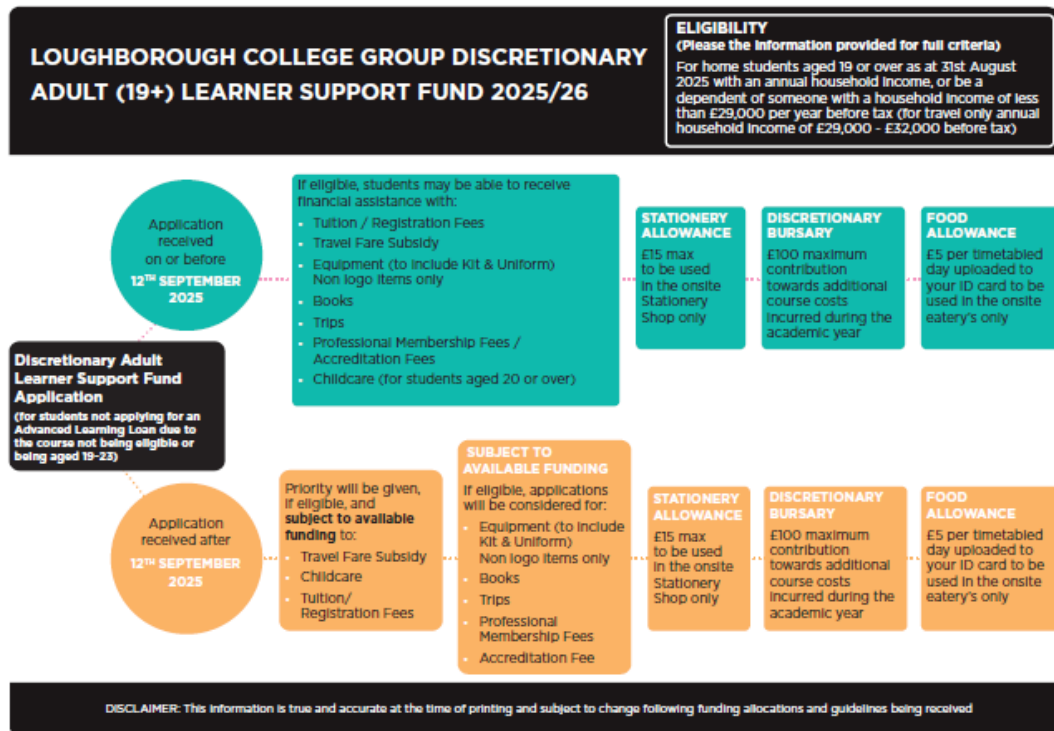 LOUGHBOROUGH COLLEGE GROUP DISCRETIONARY
ADULT (19+) LEARNER SUPPORT FUND 2025/26
ELIGIBILITY
(Please the information provided for full criteria)
For home students aged 19 or over as at 31st August
2025 with an annual household income, or be a
dependent of someone with a household income of less
than £29,000 per year before tax (for travel only annual
household income of £29,000 - £32,000 before tax)
Discretionary Adult
Learner Support Fund
Application
(for students not applying for an
Advanced Learning Loan due to
the course not being eligible or
being aged 19-23)
Application
received
on or before
12TH SEPTEMBER
2025
If eligible, students may be able to receive
financial assistance with:
• Tuition / Registration Fees
• Travel Fare Subsidy
• Equipment (to include Kit & Uniform)
Non logo items only
• Books
• Trips
• Professional Membership Fees /
Accreditation Fees
• Childcare (for students aged 20 or over)
STATIONERY
ALLOWANCE
£15 max
to be used
in the onsite
Stationery
Shop only
DISCRETIONARY
BURSARY
£100 maximum
contribution
towards additional
course costs
incurred during the
academic year
FOOD
ALLOWANCE
£5 per timetabled
day uploaded to
your ID card to be
used in the onsite
eatery's only
Application
received after
12TH SEPTEMBER
2025
Priority will be given,
if eligible, and
subject to available
funding to:
• Travel Fare Subsidy
• Childcare
• Tuition/
Registration Fees
SUBJECT TO
AVAILABLE FUNDING
If eligible, applications
will be considered for:
• Equipment (to include
Kit & Uniform)
Non logo items only
• Books
• Trips
• Professional
Membership Fees
• Accreditation Fee
STATIONERY
ALLOWANCE
£15 max
to be used
in the onsite
Stationery
Shop only
DISCRETIONARY
BURSARY
£100 maximum
contribution
towards additional
course costs
incurred during the
academic year
FOOD
ALLOWANCE
£5 per timetabled
day uploaded to
your ID card to be
used in the onsite
eatery's only
DISCLAIMER: This information is true and accurate at the time of printing and subject to change following funding allocations and guidelines being received